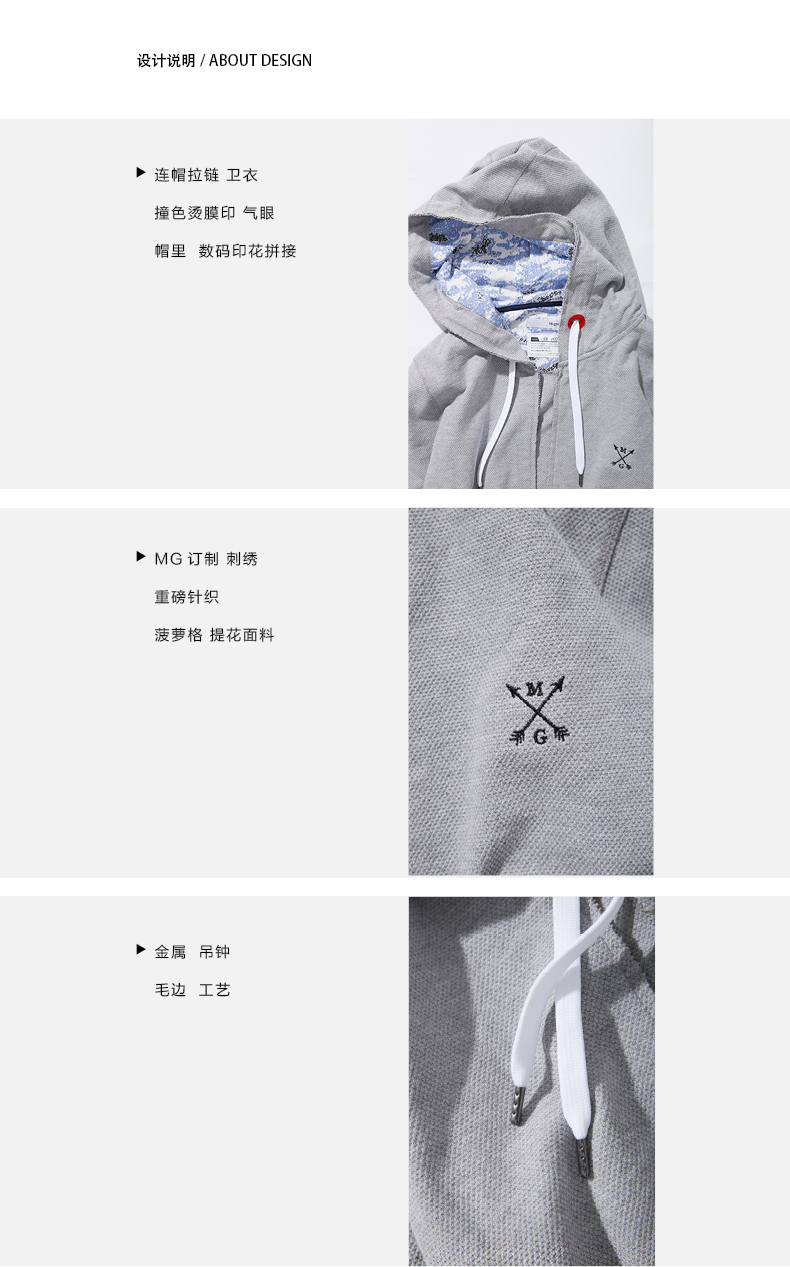 设计说明 / ABOUT DESIGN
连帽拉链 卫衣
撞色烫膜印 气眼
帽里 数码印花拼接
M
G
MG 订制 刺绣
重磅针织
菠萝格 提花面料
M
G
金属 吊钟
毛边 工艺